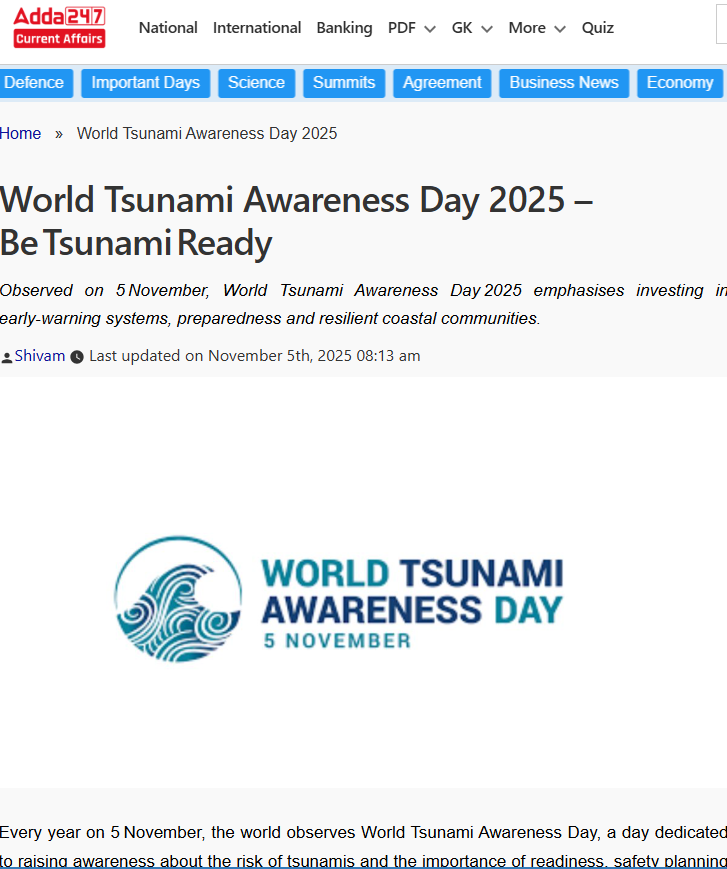 Adda247
Current Affairs
National International Banking PDF GK More Quiz
Defence Important Days Science Summits Agreement Business News Economy
Home » World Tsunami Awareness Day 2025
World Tsunami Awareness Day 2025 –
Be Tsunami Ready
Observed on 5 November, World Tsunami Awareness Day 2025 emphasises investing in
early-warning systems, preparedness and resilient coastal communities.
Shivam Last updated on November 5th, 2025 08:13 am
WORLD TSUNAMI
AWARENESS DAY
5 NOVEMBER
Every year on 5 November, the world observes World Tsunami Awareness Day, a day dedicated
to raising awareness about the risk of tsunamis and the importance of readiness, safety planning